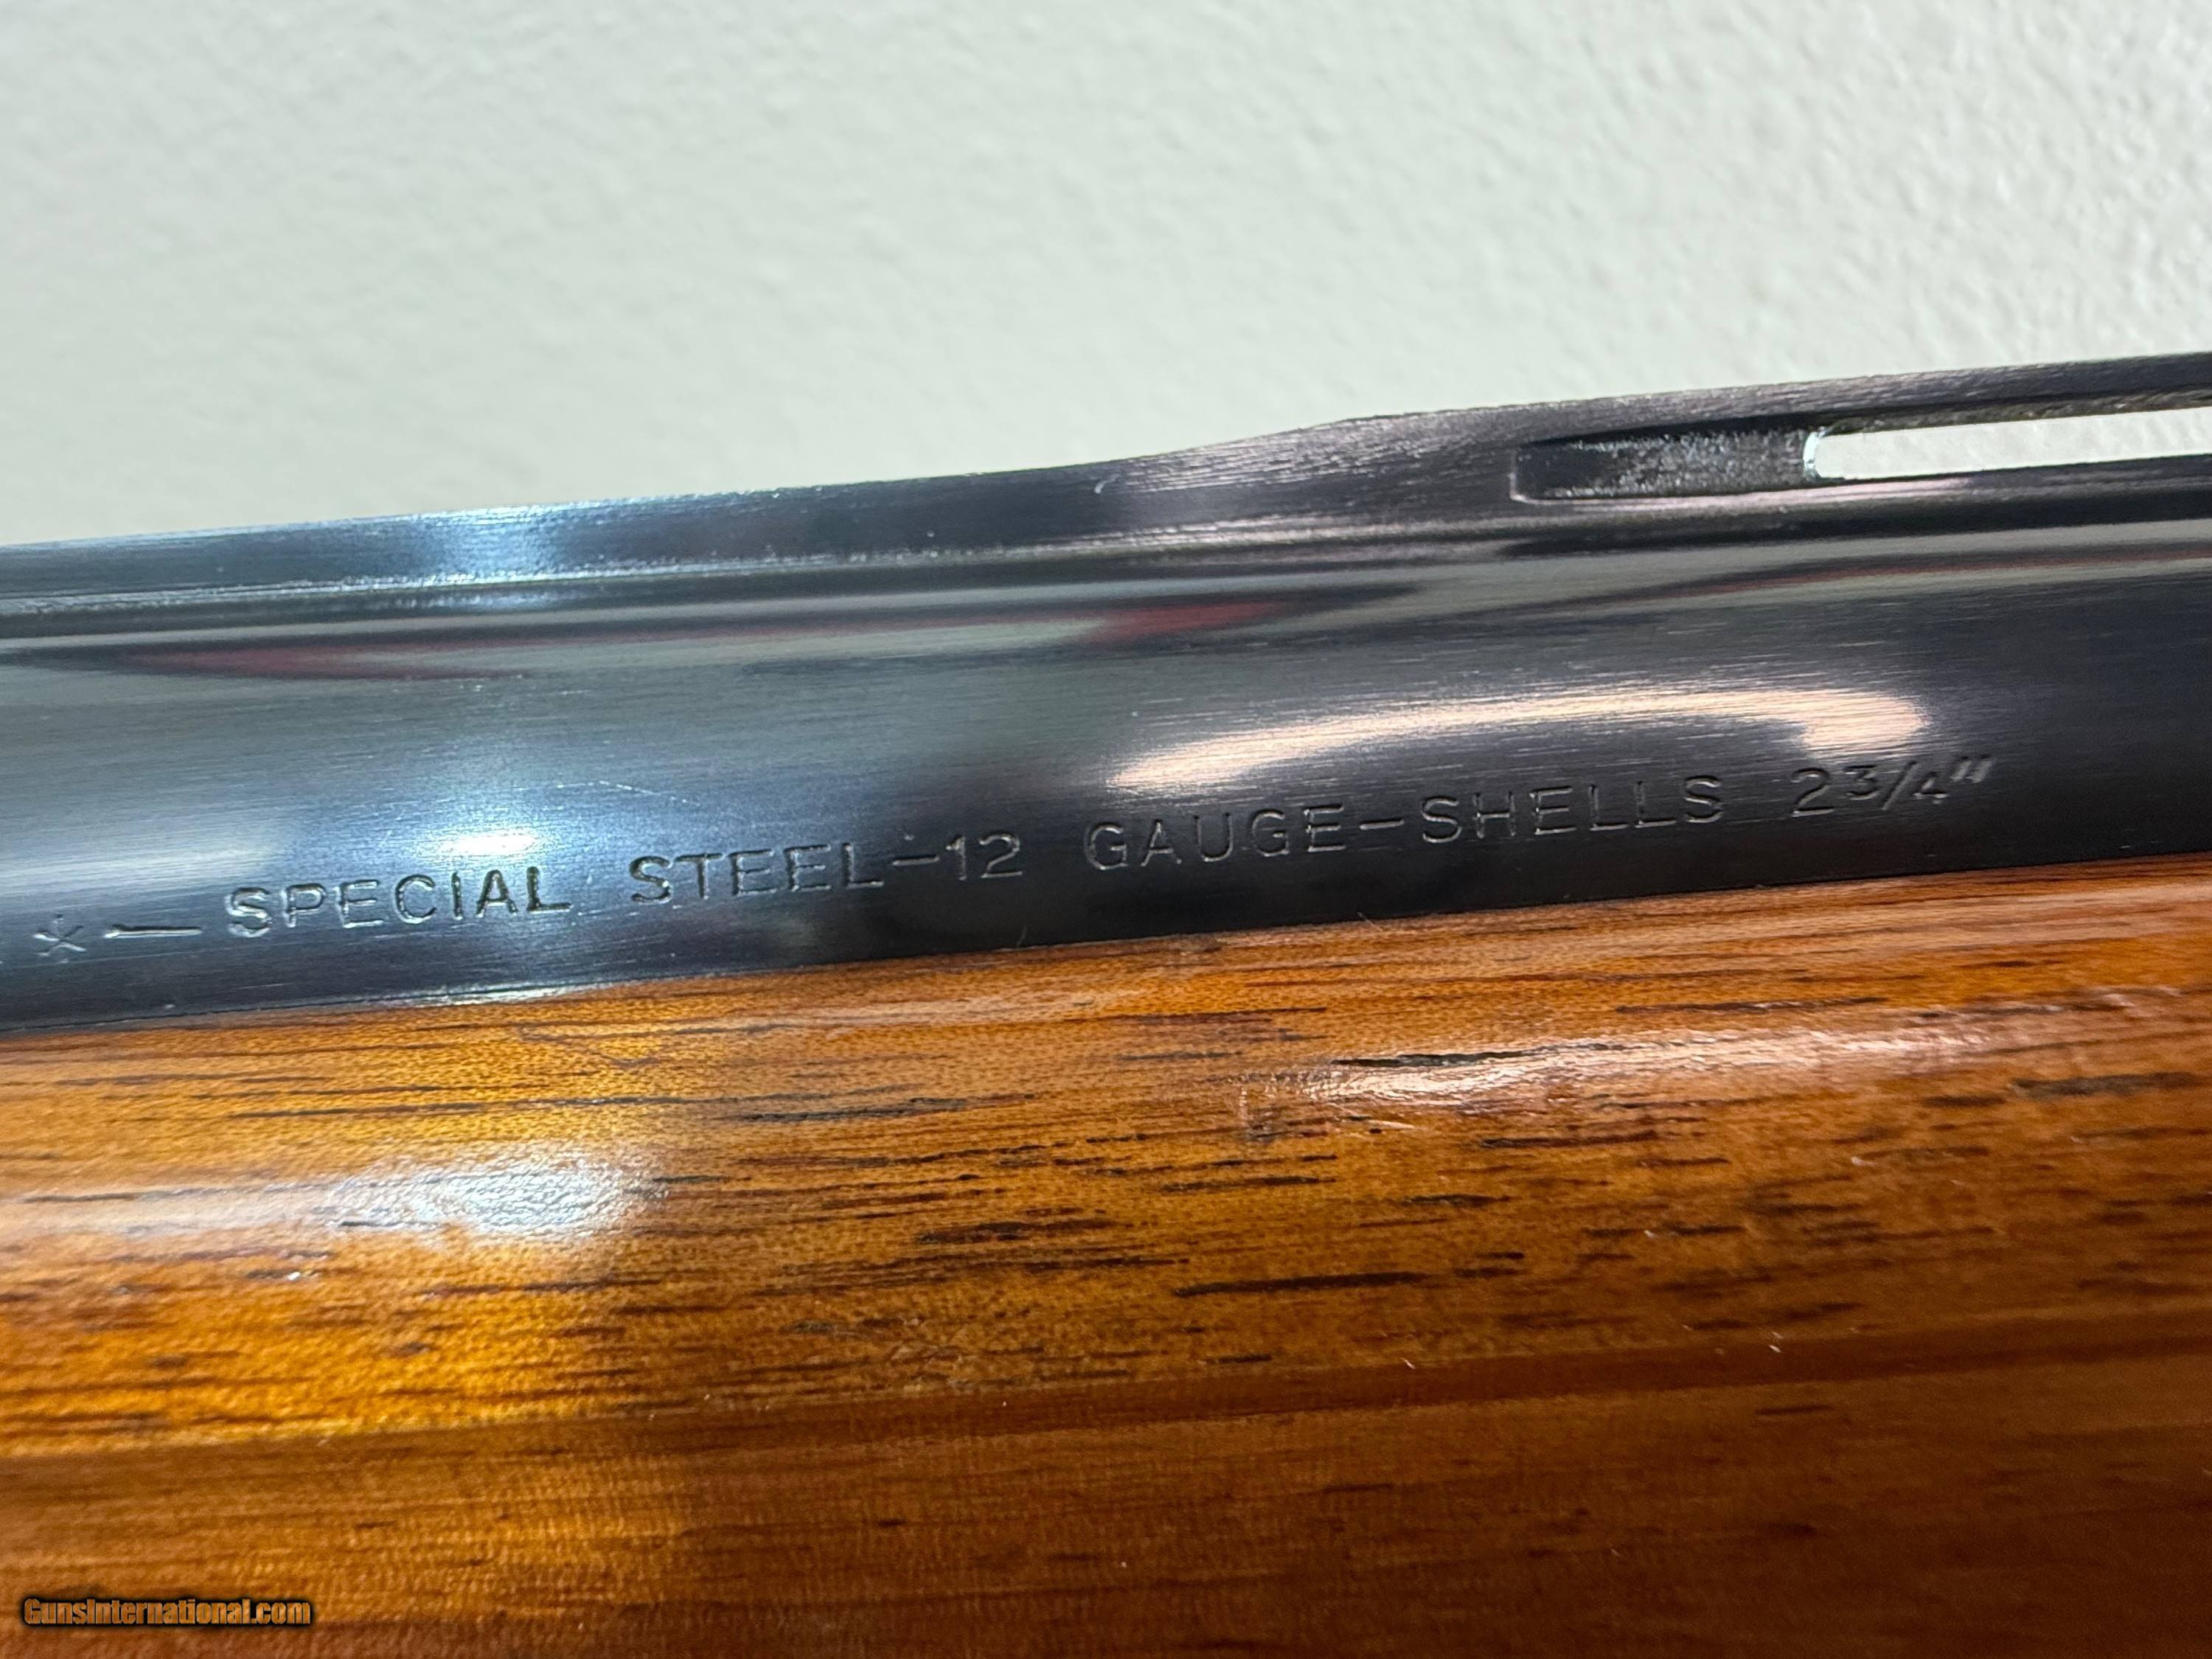 *—SPECIAL STEEL-12 GAUGE-SHELLS 2¾"
GunsInternational.com